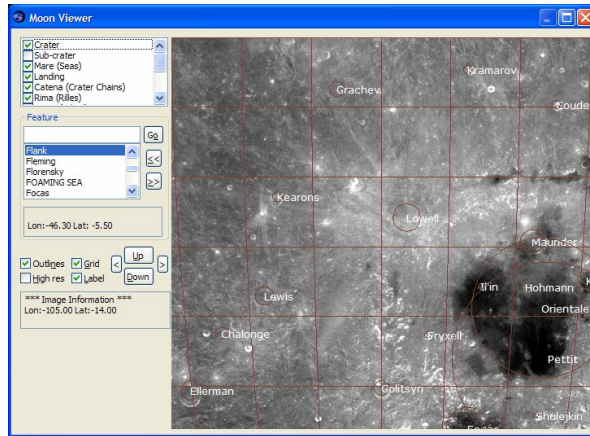 Moon Viewer
Crater
Sub-crater
Mare (Seas)
Landing
Catena (Crater Chains)
Rima (Rilles)
Feature
Go
Flank
Fleming
Florensky
FOAMING SEA
Focas
<<
>>
Lon:-46.30 Lat: -5.50
Outlines
Grid
High res
Label
<
Up
Down
>
*** Image Information ***
Lon:-105.00 Lat:-14.00
Kramarov
Grachev
Coude
Kearons
Lowell
Maunder
Il'in
Hohmann
Lewis
Orientale
Chalonge
Fryxell
Pettit
Ellerman
Golitsyn
Shuleykin